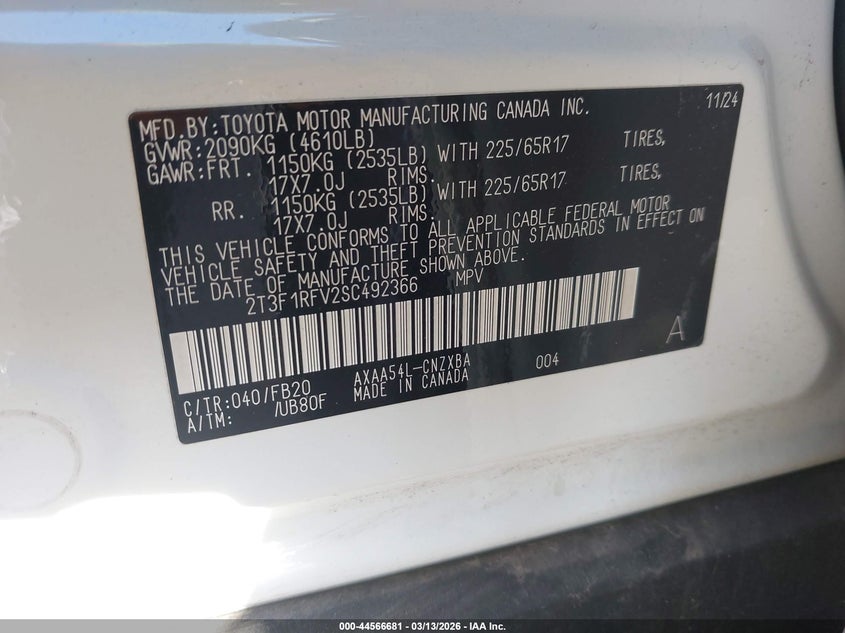 MFD.BY:TOYOTA MOTOR MANUFACTURING CANADA INC. 11/24
GVWR:2090KG (4610LB)
GAWR:FRT. 1150KG (2535LB) WITH 225/65R17 TIRES,
17X7.0J RIMS.
RR. 1150KG (2535LB) WITH 225/65R17 TIRES,
17X7.0J RIMS.
THIS VEHICLE CONFORMS TO ALL APPLICABLE FEDERAL MOTOR
VEHICLE SAFETY AND THEFT PREVENTION STANDARDS IN EFFECT ON
THE DATE OF MANUFACTURE SHOWN ABOVE.
2T3F1RFV2SC492366 MPV
A
C/TR:040/FB20 AXAA54L-CNZXBA 004
A/TM: /UB80F MADE IN CANADA
000-44566681 | 03/13/2026 - IAA Inc.